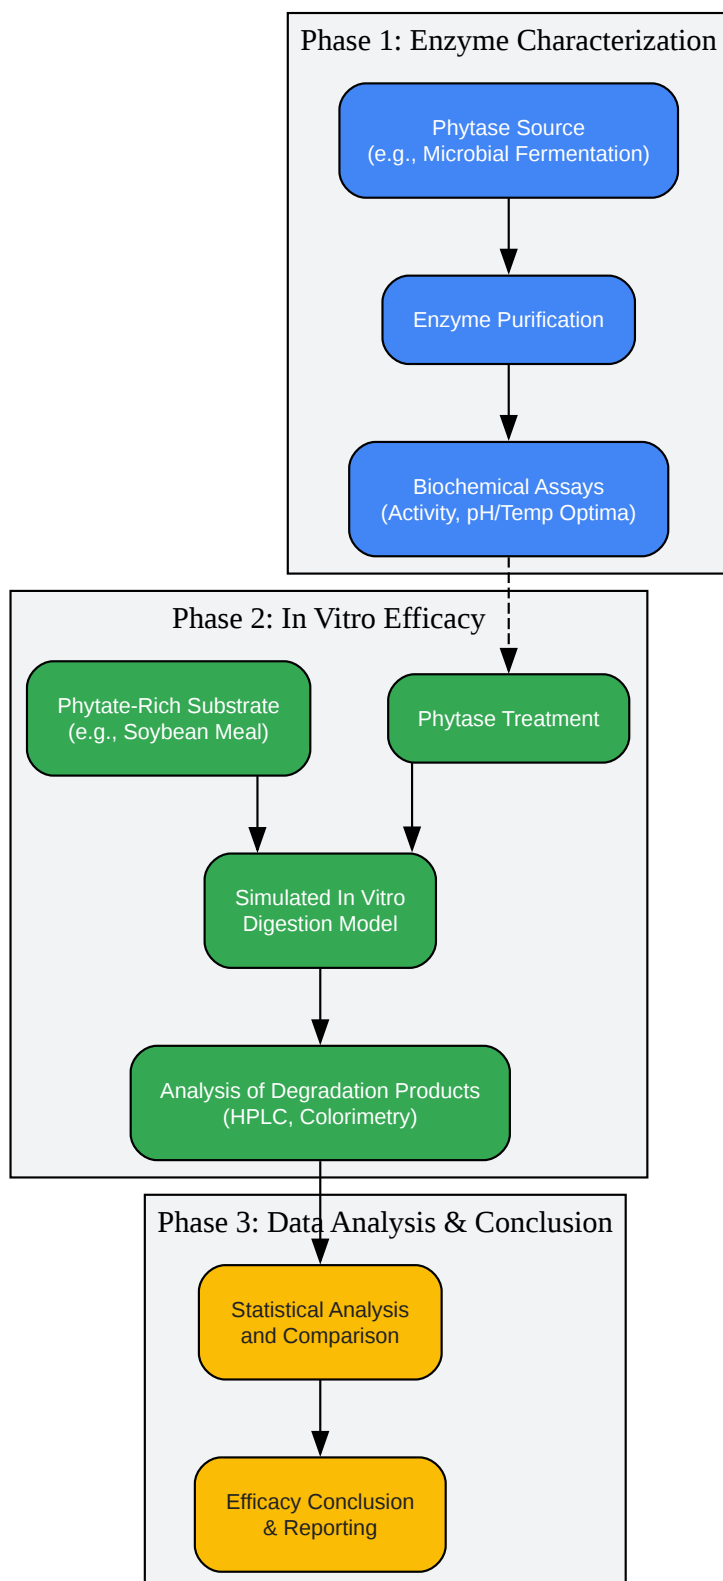 Phase 1: Enzyme Characterization
Phytase Source
(e.g., Microbial Fermentation)
Enzyme Purification
Biochemical Assays
(Activity, pH/Temp Optima)
Phase 2: In Vitro Efficacy
Phytate-Rich Substrate
(e.g., Soybean Meal)
Phytase Treatment
Simulated In Vitro
Digestion Model
Analysis of Degradation Products
(HPLC, Colorimetry)
Phase 3: Data Analysis & Conclusion
Statistical Analysis
and Comparison
Efficacy Conclusion
& Reporting